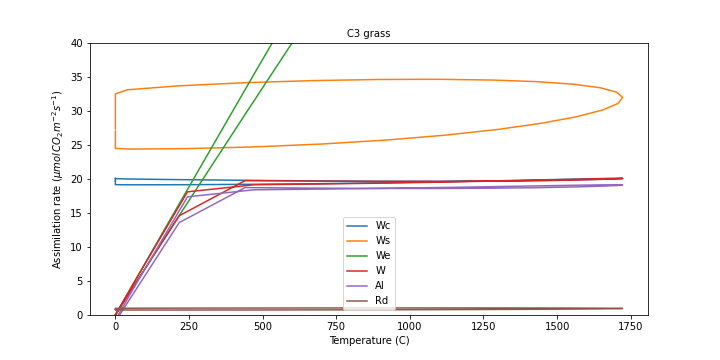 C3 grass
Assimilation rate (μmol CO₂ m⁻² s⁻¹)
40
35
30
25
20
15
10
5
0
Wc
Ws
We
W
Al
Rd
0 250 500 750 1000 1250 1500 1750
Temperature (C)